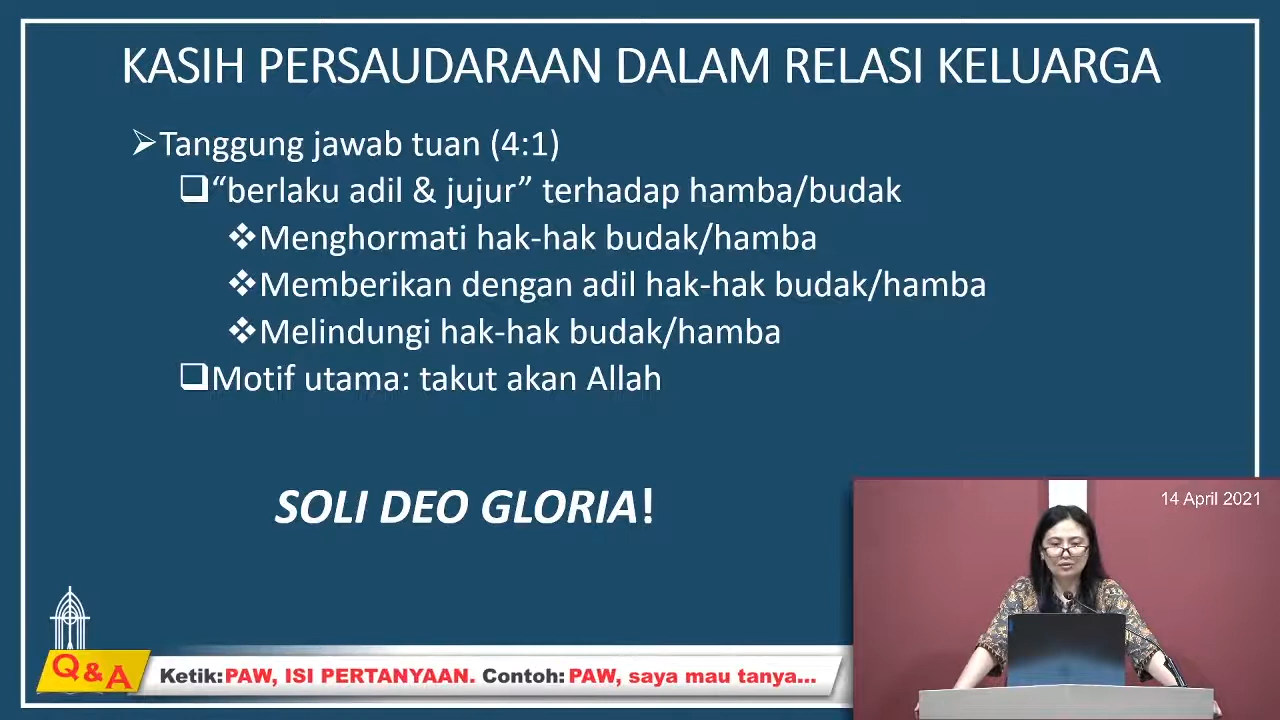 KASIH PERSAUDARAAN DALAM RELASI KELUARGA
➢Tanggung jawab tuan (4:1)
❑“berlaku adil & jujur” terhadap hamba/budak
❖Menghormati hak-hak budak/hamba
❖Memberikan dengan adil hak-hak budak/hamba
❖Melindungi hak-hak budak/hamba
❑Motif utama: takut akan Allah
SOLI DEO GLORIA!
14 April 2021
Q&A
Ketik:PAW, ISI PERTANYAAN. Contoh: PAW, saya mau tanya...